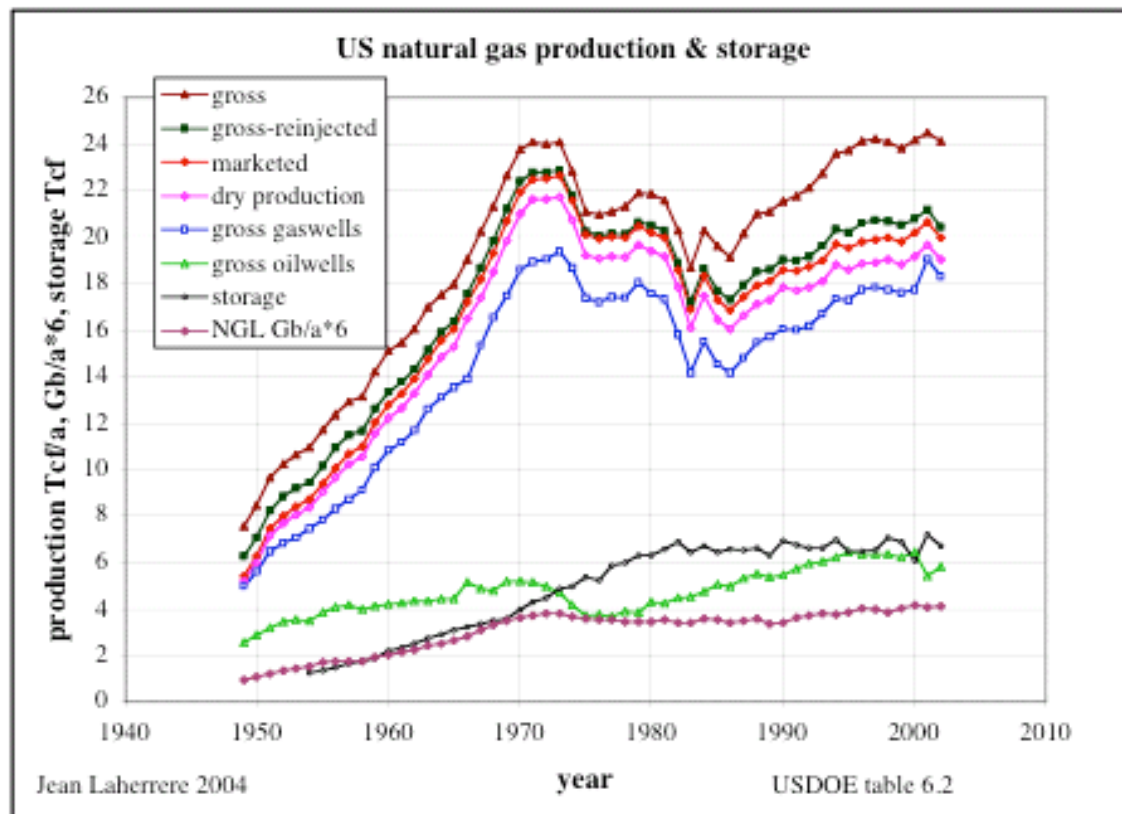 US natural gas production & storage
gross
gross-reinjected
marketed
dry production
gross gaswells
gross oilwells
storage
NGL Gb/a*6
production Tcf/a, Gb/a*6, storage Tcf
26
24
22
20
18
16
14
12
10
8
6
4
2
0
1940 1950 1960 1970 1980 1990 2000 2010
year
Jean Laherrere 2004
USDOE table 6.2